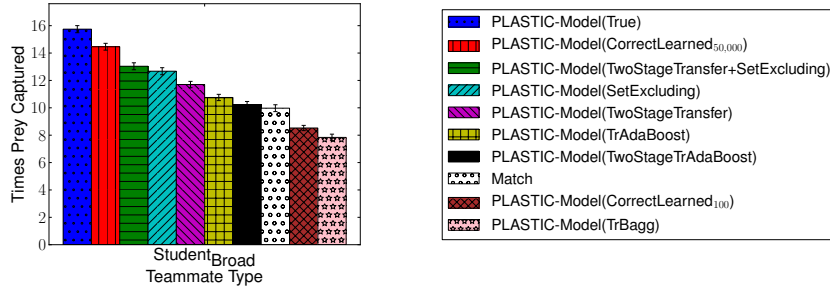 16
14
12
10
8
6
4
2
0
Times Prey Captured
StudentBroad
Teammate Type
PLASTIC-Model(True)
PLASTIC-Model(CorrectLearned50,000)
PLASTIC-Model(TwoStageTransfer+SetExcluding)
PLASTIC-Model(SetExcluding)
PLASTIC-Model(TwoStageTransfer)
PLASTIC-Model(TrAdaBoost)
PLASTIC-Model(TwoStageTrAdaBoost)
Match
PLASTIC-Model(CorrectLearned100)
PLASTIC-Model(TrBagg)